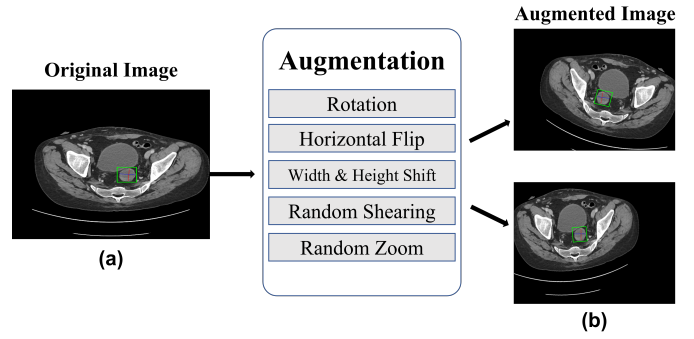 Original Image
(a)
Augmentation
Rotation
Horizontal Flip
Width & Height Shift
Random Shearing
Random Zoom
Augmented Image
(b)